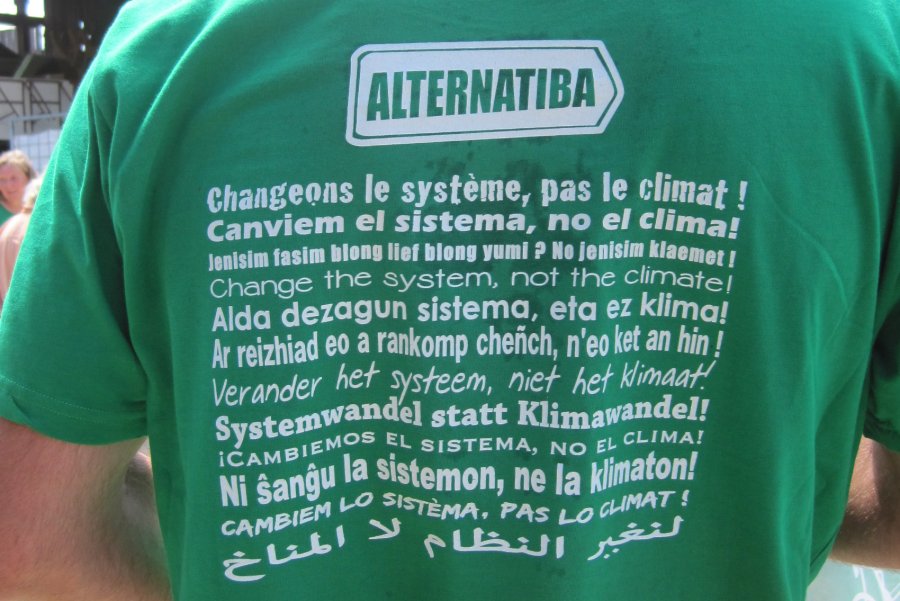 ALTERNATIBA
Changeons le système, pas le climat !
Canviem el sistema, no el clima!
Jenisim fasim blong lief blong yumi ? No jenisim klaemet !
Change the system, not the climate!
Alda dezagun sistema, eta ez klima!
Ar reizhiad eo a rankomp cheñch, n'eo ket an hin !
Verander het systeem, niet het klimaat!
Systemwandel statt Klimawandel!
¡CAMBIEMOS EL SISTEMA, NO EL CLIMA!
Ni ŝanĝu la sistemon, ne la klimaton!
CAMBIEM LO SISTÈMA, PAS LO CLIMAT !
لنغير النظام لا المناخ